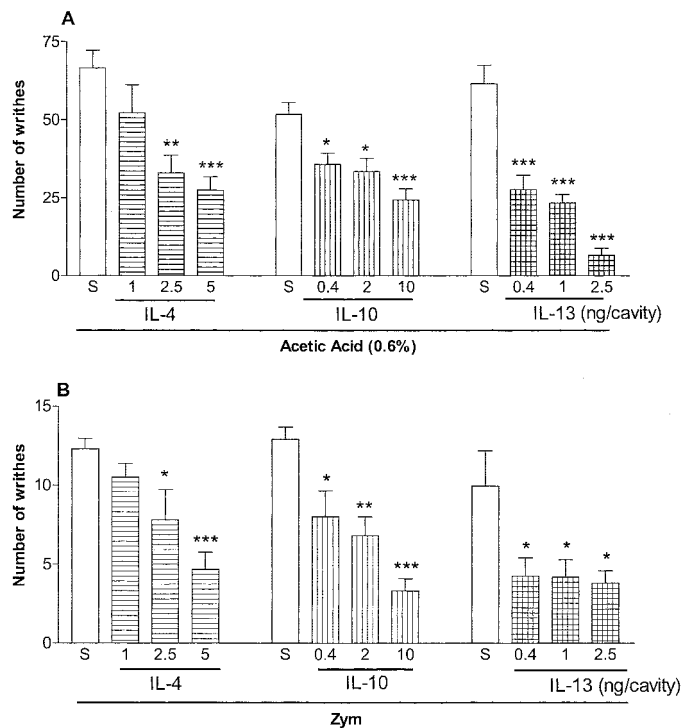 A
Number of writhes
75
50
25
0
** ***
* * ***
*** *** ***
S 1 2.5 5 S 0.4 2 10 S 0.4 1 2.5
IL-4 IL-10 IL-13 (ng/cavity)
Acetic Acid (0.6%)
B
Number of writhes
15
10
5
0
* ***
* ** ***
* * *
S 1 2.5 5 S 0.4 2 10 S 0.4 1 2.5
IL-4 IL-10 IL-13 (ng/cavity)
Zym